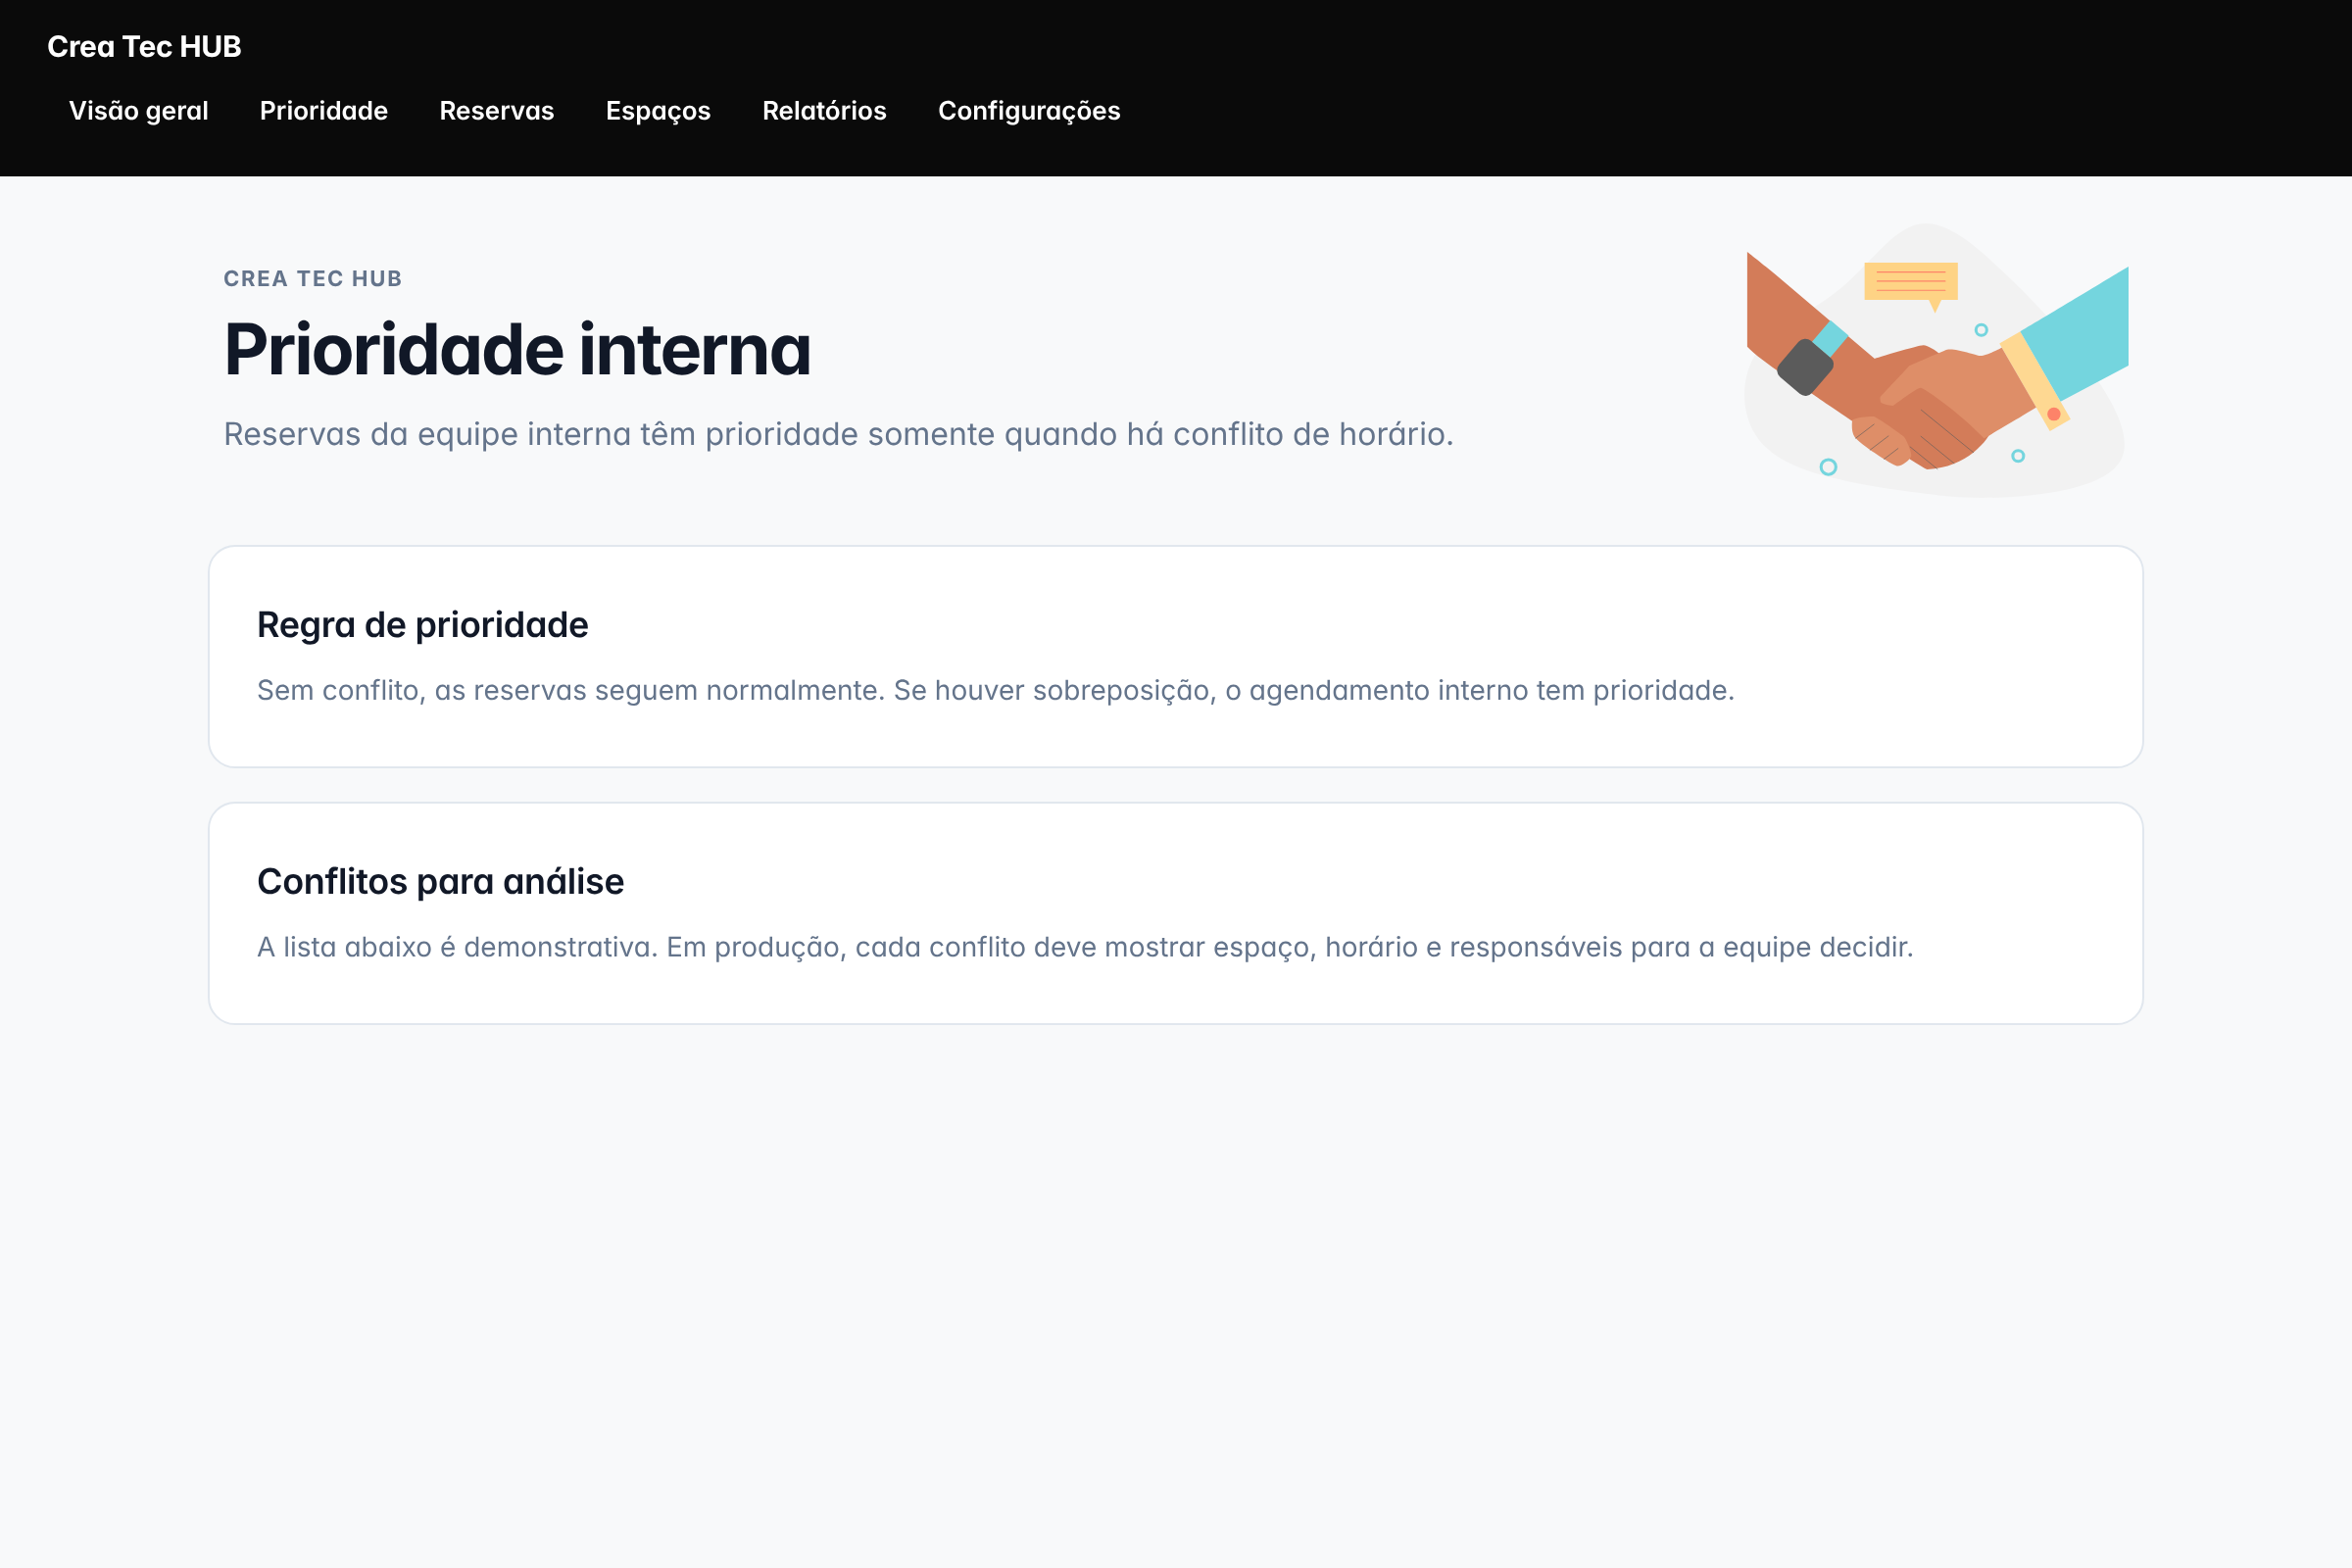 Crea Tec HUB
Visão geral Prioridade Reservas Espaços Relatórios Configurações
CREA TEC HUB
Prioridade interna
Reservas da equipe interna têm prioridade somente quando há conflito de horário.
Regra de prioridade
Sem conflito, as reservas seguem normalmente. Se houver sobreposição, o agendamento interno tem prioridade.
Conflitos para análise
A lista abaixo é demonstrativa. Em produção, cada conflito deve mostrar espaço, horário e responsáveis para a equipe decidir.